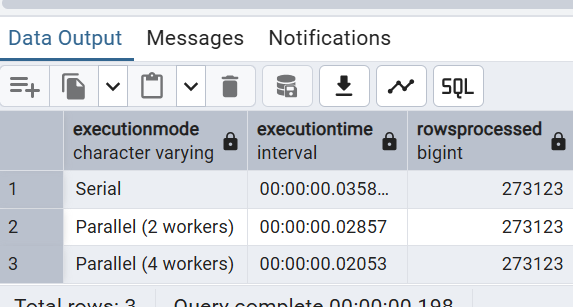 Data Output Messages Notifications
SQL
executionmode executiontime rowsprocessed
character varying interval bigint
1 Serial 00:00:00.0358... 273123
2 Parallel (2 workers) 00:00:00.02857 273123
3 Parallel (4 workers) 00:00:00.02053 273123
Total rows: 3 Query complete 00:00:00.198